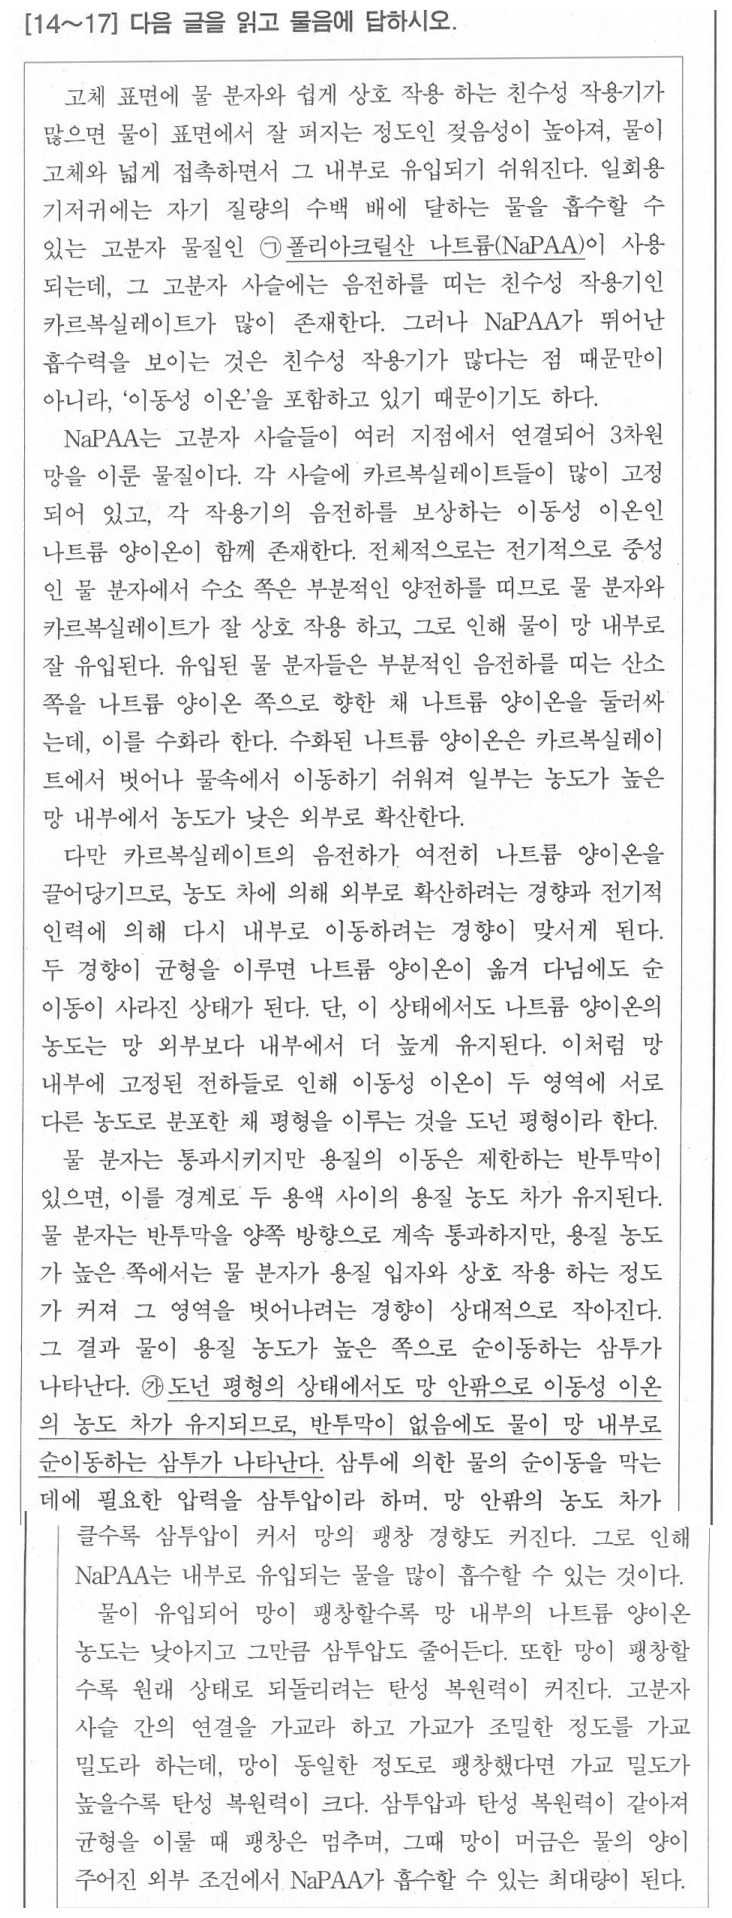 [14～17] 다음 글을 읽고 물음에 답하시오.
고체 표면에 물 분자와 쉽게 상호 작용 하는 친수성 작용기가
많으면 물이 표면에서 잘 퍼지는 정도인 젖음성이 높아져, 물이
고체와 넓게 접촉하면서 그 내부로 유입되기 쉬워진다. 일회용
기저귀에는 자기 질량의 수백 배에 달하는 물을 흡수할 수
있는 고분자 물질인 ㉠폴리아크릴산 나트륨(NaPAA)이 사용
되는데, 그 고분자 사슬에는 음전하를 띠는 친수성 작용기인
카르복실레이트가 많이 존재한다. 그러나 NaPAA가 뛰어난
흡수력을 보이는 것은 친수성 작용기가 많다는 점 때문만이
아니라, ‘이동성 이온’을 포함하고 있기 때문이기도 하다.
NaPAA는 고분자 사슬들이 여러 지점에서 연결되어 3차원
망을 이룬 물질이다. 각 사슬에 카르복실레이트들이 많이 고정
되어 있고, 각 작용기의 음전하를 보상하는 이동성 이온인
나트륨 양이온이 함께 존재한다. 전체적으로는 전기적으로 중성
인 물 분자에서 수소 쪽은 부분적인 양전하를 띠므로 물 분자와
카르복실레이트가 잘 상호 작용 하고, 그로 인해 물이 망 내부로
잘 유입된다. 유입된 물 분자들은 부분적인 음전하를 띠는 산소
쪽을 나트륨 양이온 쪽으로 향한 채 나트륨 양이온을 둘러싸
는데, 이를 수화라 한다. 수화된 나트륨 양이온은 카르복실레이
트에서 벗어나 물속에서 이동하기 쉬워져 일부는 농도가 높은
망 내부에서 농도가 낮은 외부로 확산한다.
다만 카르복실레이트의 음전하가 여전히 나트륨 양이온을
끌어당기므로, 농도 차에 의해 외부로 확산하려는 경향과 전기적
인력에 의해 다시 내부로 이동하려는 경향이 맞서게 된다.
두 경향이 균형을 이루면 나트륨 양이온이 옮겨 다님에도 순
이동이 사라진 상태가 된다. 단, 이 상태에서도 나트륨 양이온의
농도는 망 외부보다 내부에서 더 높게 유지된다. 이처럼 망
내부에 고정된 전하들로 인해 이동성 이온이 두 영역에 서로
다른 농도로 분포한 채 평형을 이루는 것을 도넌 평형이라 한다.
물 분자는 통과시키지만 용질의 이동은 제한하는 반투막이
있으면, 이를 경계로 두 용액 사이의 용질 농도 차가 유지된다.
물 분자는 반투막을 양쪽 방향으로 계속 통과하지만, 용질 농도
가 높은 쪽에서는 물 분자가 용질 입자와 상호 작용 하는 정도
가 커져 그 영역을 벗어나려는 경향이 상대적으로 작아진다.
그 결과 물이 용질 농도가 높은 쪽으로 순이동하는 삼투가
나타난다. ㉮도넌 평형의 상태에서도 망 안팎으로 이동성 이온
의 농도 차가 유지되므로, 반투막이 없음에도 물이 망 내부로
순이동하는 삼투가 나타난다. 삼투에 의한 물의 순이동을 막는
데에 필요한 압력을 삼투압이라 하며, 망 안팎의 농도 차가
클수록 삼투압이 커서 망의 팽창 경향도 커진다. 그로 인해
NaPAA는 내부로 유입되는 물을 많이 흡수할 수 있는 것이다.
물이 유입되어 망이 팽창할수록 망 내부의 나트륨 양이온
농도는 낮아지고 그만큼 삼투압도 줄어든다. 또한 망이 팽창할
수록 원래 상태로 되돌리려는 탄성 복원력이 커진다. 고분자
사슬 간의 연결을 가교라 하고 가교가 조밀한 정도를 가교
밀도라 하는데, 망이 동일한 정도로 팽창했다면 가교 밀도가
높을수록 탄성 복원력이 크다. 삼투압과 탄성 복원력이 같아져
균형을 이룰 때 팽창은 멈추며, 그때 망이 머금은 물의 양이
주어진 외부 조건에서 NaPAA가 흡수할 수 있는 최대량이 된다.